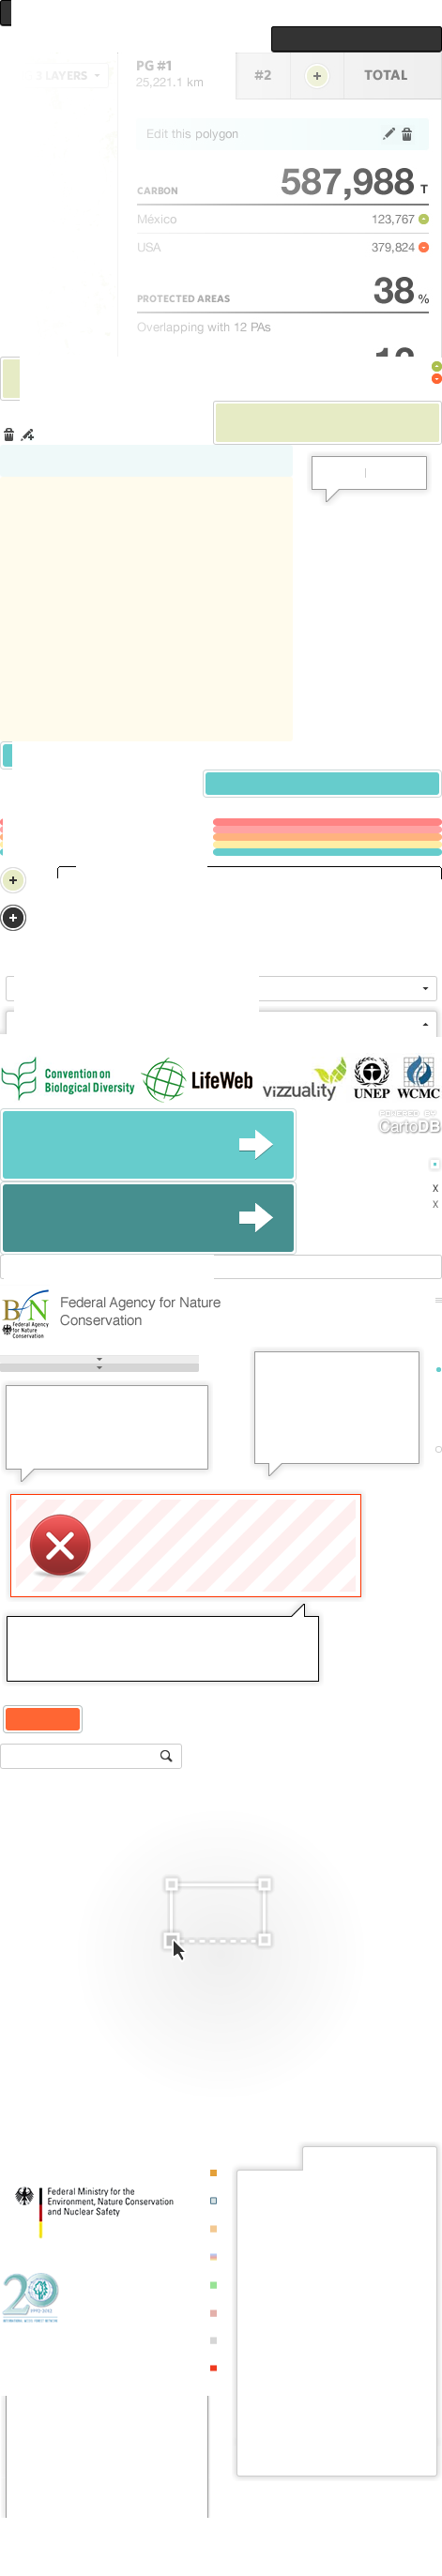 PG #1
LAYERS
25,221.1 km
#2
TOTAL
Edit this polygon
CARBON
587,988 T
México
123,767
USA
379,824
PROTECTED AREAS
38 %
Overlapping with 12 PAs
Convention on
Biological Diversity
LifeWeb
vizzuality
UNEP
WCMC
POWERED BY
CartoDB
X
X
BfN
Federal Agency
for Nature
Conservation
Federal Agency for Nature
Conservation
Federal Ministry for the
Environment, Nature Conservation
and Nuclear Safety
20